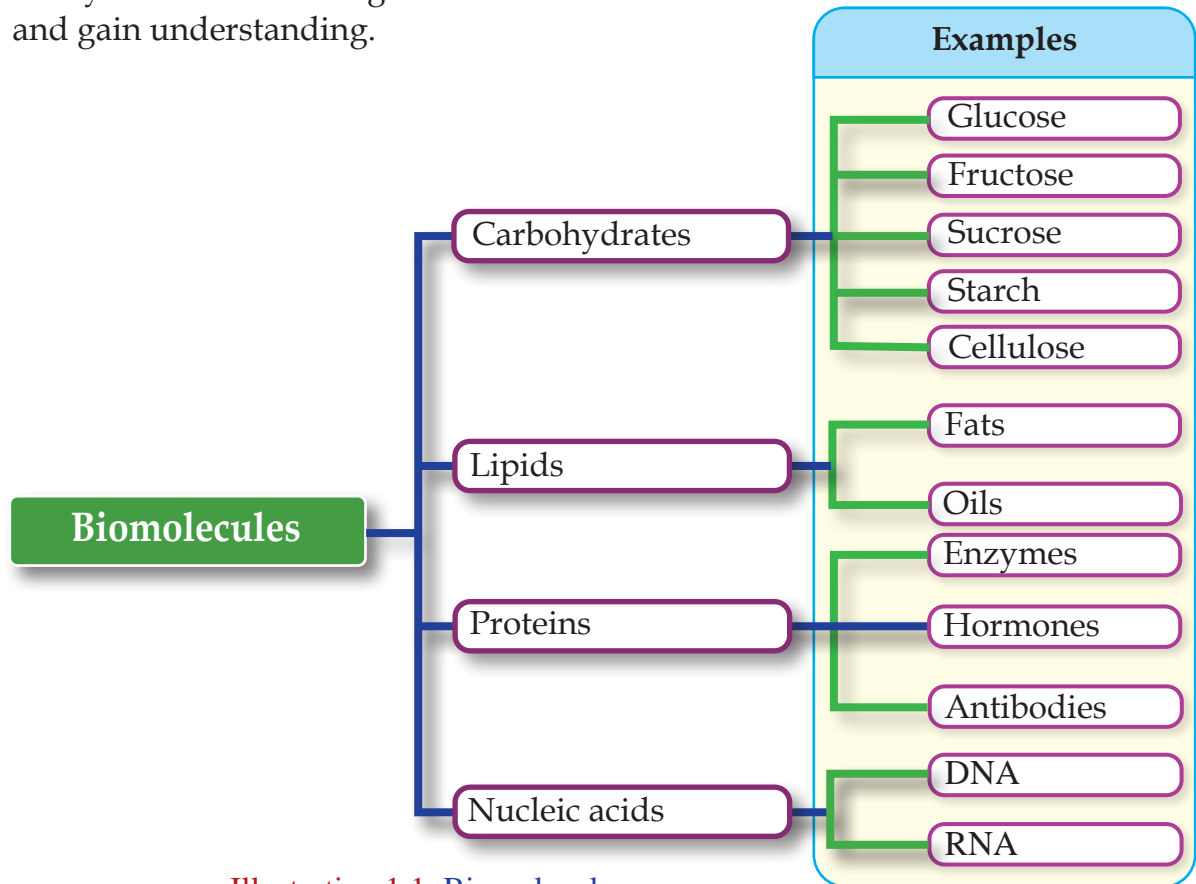 and gain understanding.
Examples
Glucose
Fructose
Carbohydrates
Sucrose
Starch
Cellulose
Fats
Lipids
Oils
Biomolecules
Enzymes
Proteins
Hormones
Antibodies
DNA
Nucleic acids
RNA